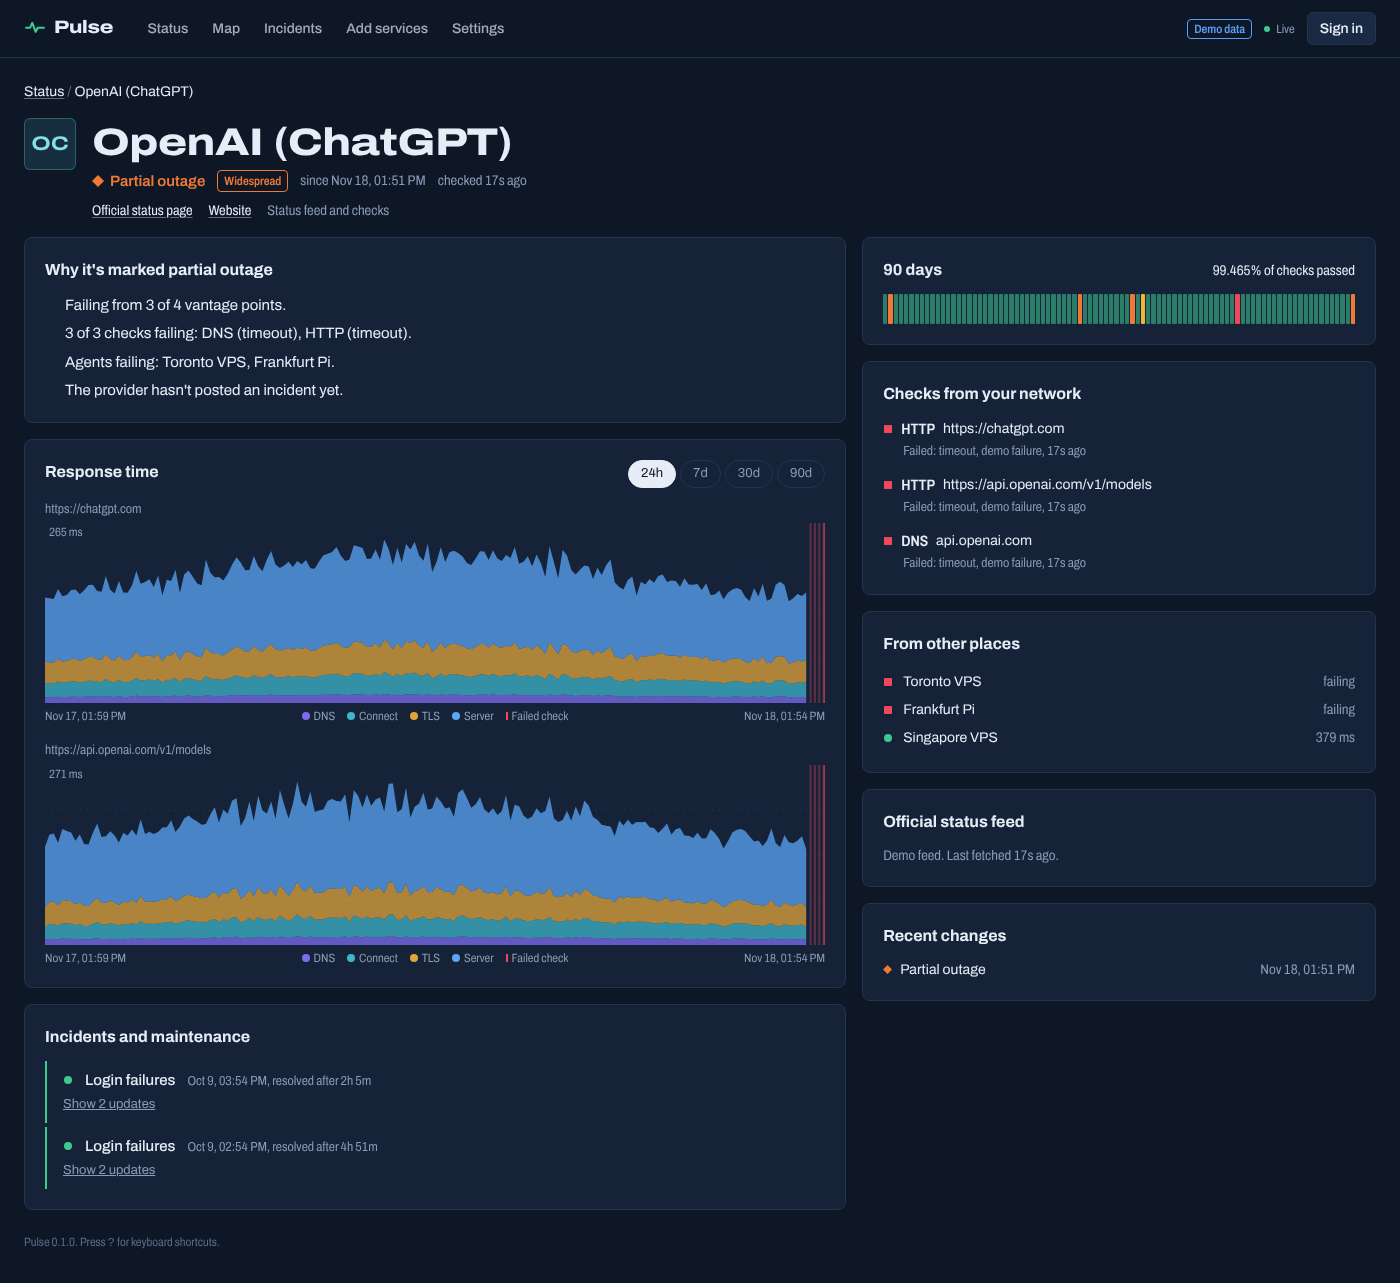 Pulse Status Map Incidents Add services Settings Demo data Live Sign in
Status / OpenAI (ChatGPT)
OC OpenAI (ChatGPT)
Partial outage Widespread since Nov 18, 01:51 PM checked 17s ago
Official status page Website Status feed and checks
Why it's marked partial outage
Failing from 3 of 4 vantage points.
3 of 3 checks failing: DNS (timeout), HTTP (timeout).
Agents failing: Toronto VPS, Frankfurt Pi.
The provider hasn't posted an incident yet.
Response time 24h 7d 30d 90d
https://chatgpt.com
265 ms
Nov 17, 01:59 PM DNS Connect TLS Server Failed check Nov 18, 01:54 PM
https://api.openai.com/v1/models
271 ms
Nov 17, 01:59 PM DNS Connect TLS Server Failed check Nov 18, 01:54 PM
Incidents and maintenance
Login failures Oct 9, 03:54 PM, resolved after 2h 5m
Show 2 updates
Login failures Oct 9, 02:54 PM, resolved after 4h 51m
Show 2 updates
90 days 99.465% of checks passed
Checks from your network
HTTP https://chatgpt.com
Failed: timeout, demo failure, 17s ago
HTTP https://api.openai.com/v1/models
Failed: timeout, demo failure, 17s ago
DNS api.openai.com
Failed: timeout, demo failure, 17s ago
From other places
Toronto VPS failing
Frankfurt Pi failing
Singapore VPS 379 ms
Official status feed
Demo feed. Last fetched 17s ago.
Recent changes
Partial outage Nov 18, 01:51 PM
Pulse 0.1.0. Press ? for keyboard shortcuts.